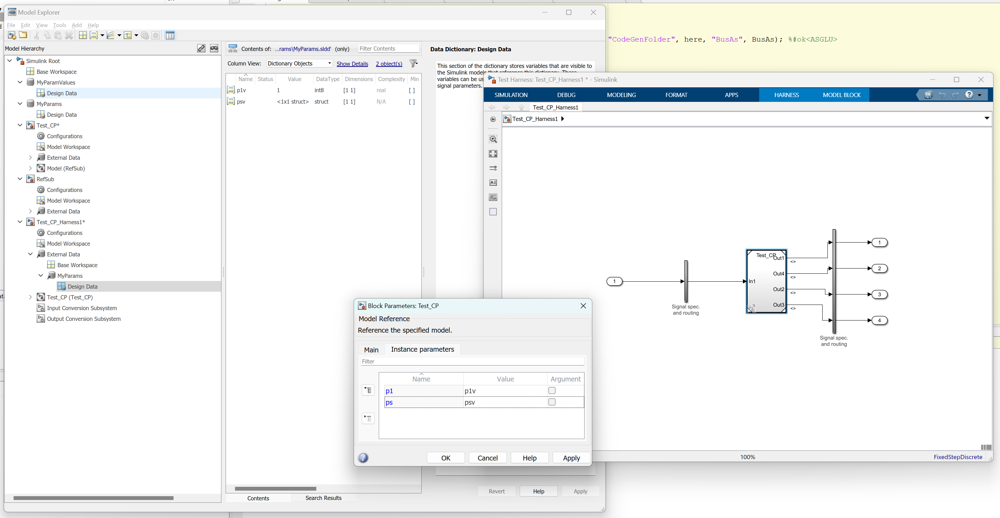 Model Explorer
File Edit View Tools Add Help
Model Hierarchy
Simulink Root
Base Workspace
MyParamValues
Design Data
MyParams
Design Data
Test_CP*
Configurations
Model Workspace
External Data
Model (RefSub)
RefSub
Configurations
Model Workspace
External Data
Test_CP_Harness1*
Configurations
Model Workspace
External Data
Base Workspace
MyParams
Design Data
Test_CP (Test_CP)
Input Conversion Subsystem
Output Conversion Subsystem
Contents of: ...rams\MyParams.sldd' (only) Filter Contents
Column View: Dictionary Objects Show Details 2 object(s)
Name Status Value DataType Dimensions Complexity Min
p1v 1 int8 [1 1] real [ ]
psv <1x1 struct> struct [1 1] N/A [ ]
Contents Search Results
Data Dictionary: Design Data
This section of the dictionary stores variables that are visible to
the Simulink models that reference this dictionary. These
variables can be us
signal parameters.
Revert Help Apply
"CodeGenFolder", here, "BusAs", BusAs); %#ok<ASGLU>
Test Harness: Test_CP_Harness1 * - Simulink
SIMULATION DEBUG MODELING FORMAT APPS HARNESS MODEL BLOCK
Test_CP_Harness1
Test_CP_Harness1
1
Signal spec.
and routing
Test_CP
In1
Out1
Out4
Out2
Out3
<>
<>
<>
<>
Signal spec.
and routing
1
2
3
4
100% FixedStepDiscrete
Block Parameters: Test_CP
Model Reference
Reference the specified model.
Main Instance parameters
Filter
Name Value Argument
p1 p1v
ps psv
OK Cancel Help Apply